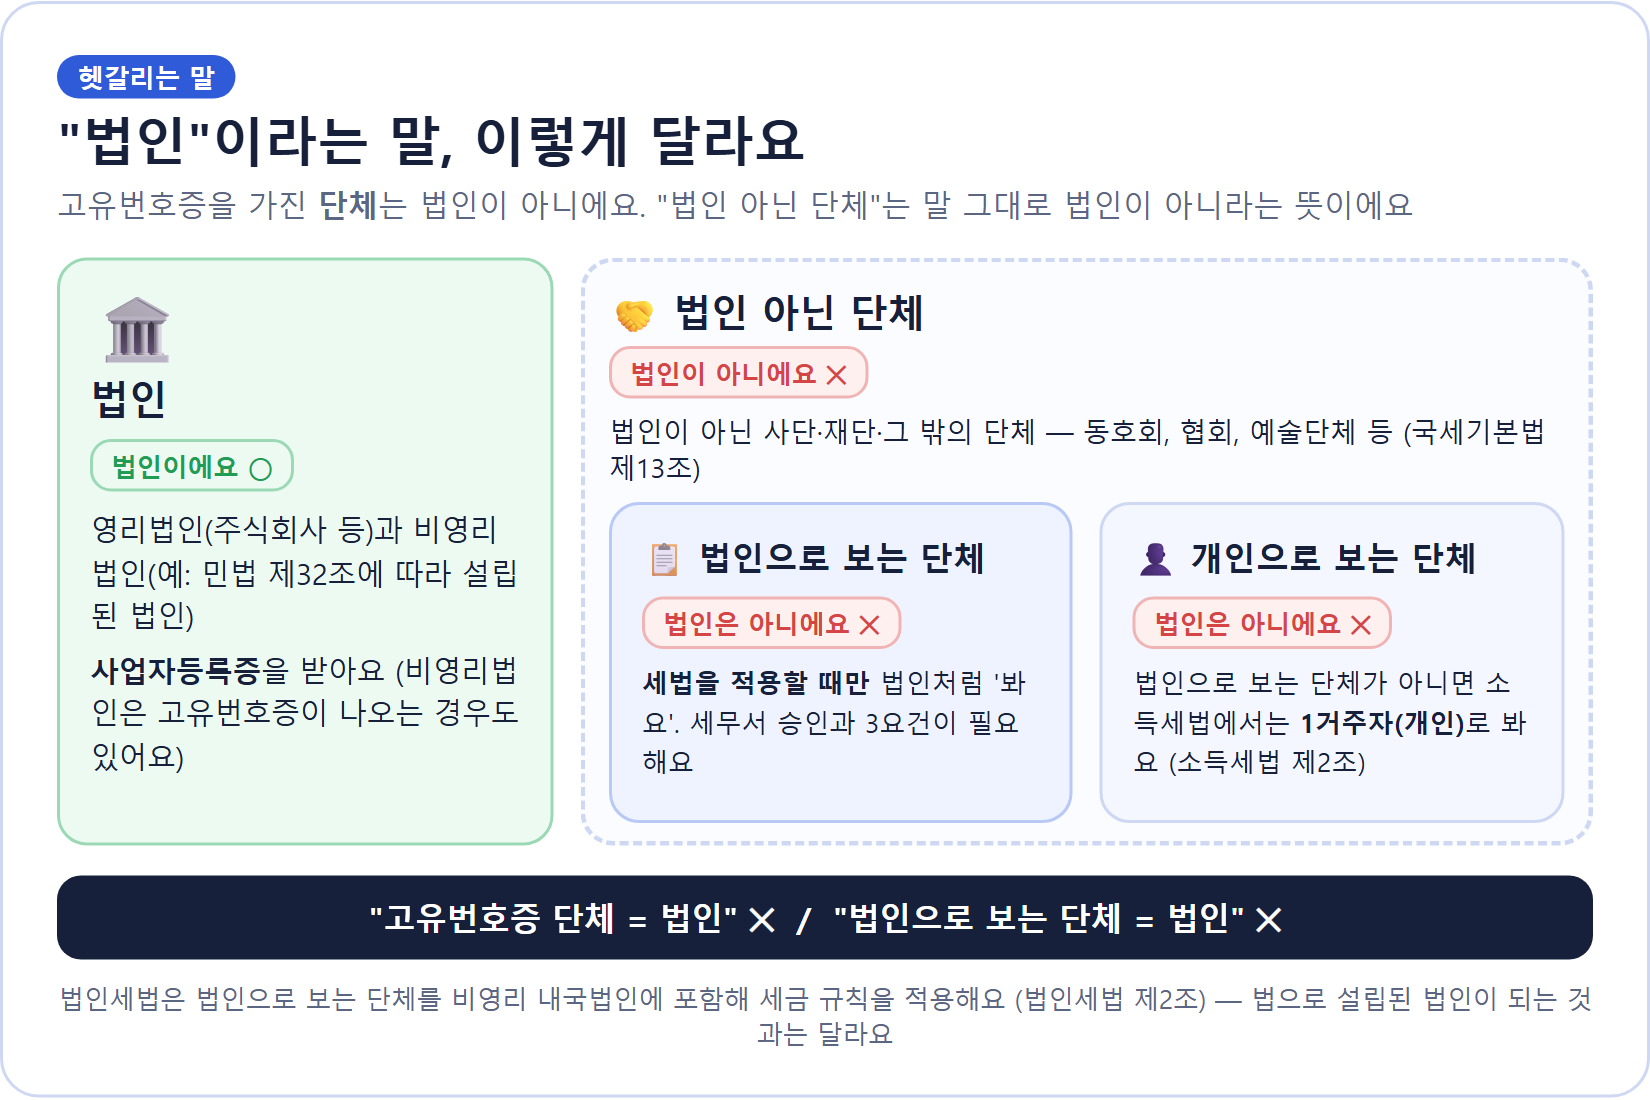 헷갈리는 말
"법인"이라는 말, 이렇게 달라요
고유번호증을 가진 단체는 법인이 아니에요. "법인 아닌 단체"는 말 그대로 법인이 아니라는 뜻이에요
법인
법인이에요 ○
영리법인(주식회사 등)과 비영리
법인(예: 민법 제32조에 따라 설립
된 법인)
사업자등록증을 받아요 (비영리법
인은 고유번호증이 나오는 경우도
있어요)
법인 아닌 단체
법인이 아니에요 ✕
법인이 아닌 사단·재단·그 밖의 단체 — 동호회, 협회, 예술단체 등 (국세기본법
제13조)
법인으로 보는 단체
법인은 아니에요 ✕
세법을 적용할 때만 법인처럼 '봐
요'. 세무서 승인과 3요건이 필요
해요
개인으로 보는 단체
법인은 아니에요 ✕
법인으로 보는 단체가 아니면 소
득세법에서는 1거주자(개인)로 봐
요 (소득세법 제2조)
"고유번호증 단체 = 법인" ✕ / "법인으로 보는 단체 = 법인" ✕
법인세법은 법인으로 보는 단체를 비영리 내국법인에 포함해 세금 규칙을 적용해요 (법인세법 제2조) — 법으로 설립된 법인이 되는 것
과는 달라요